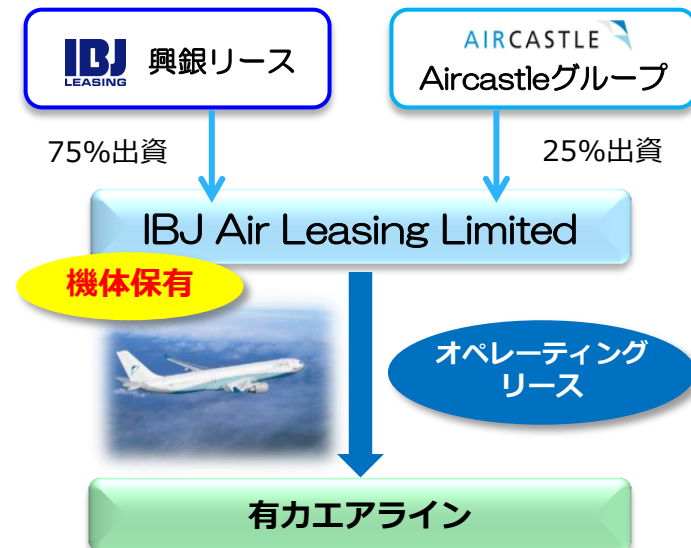 IBJ
LEASING
興銀リース
AIRCASTLE
Aircastleグループ
75%出資
25%出資
IBJ Air Leasing Limited
機体保有
オペレーティング
リース
有力エアライン